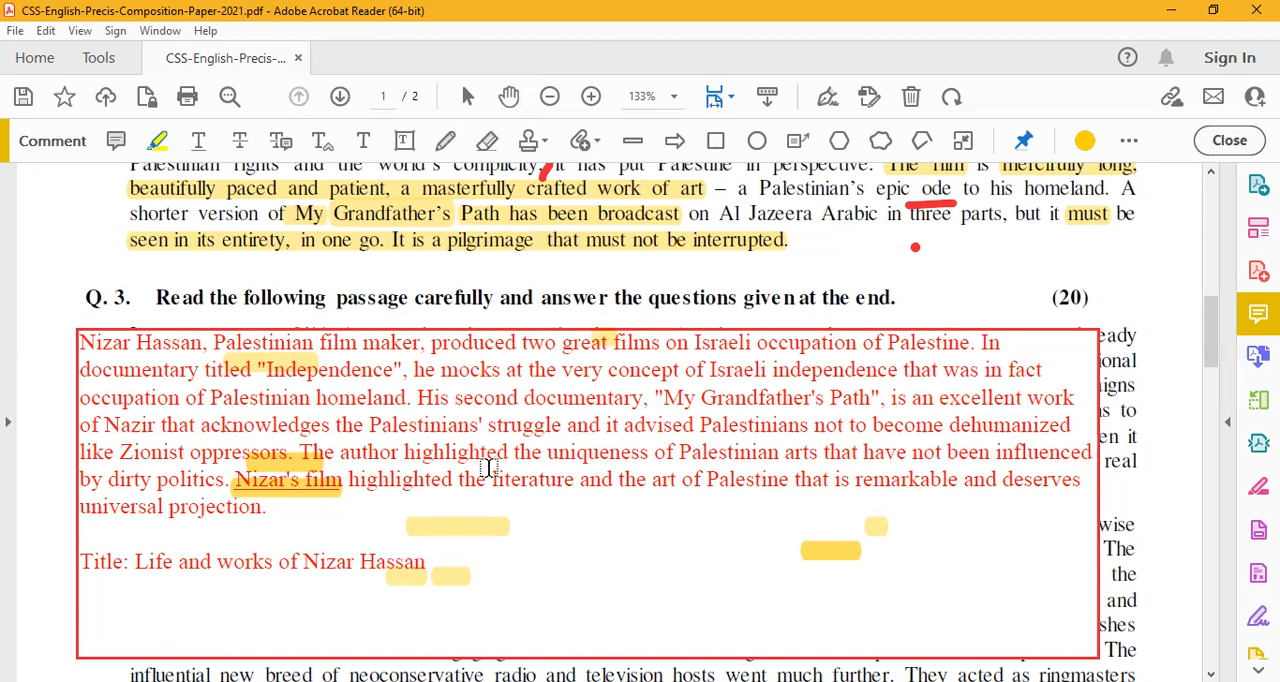 CSS-English-Precis-Composition-Paper-2021.pdf - Adobe Acrobat Reader (64-bit)
File Edit View Sign Window Help
Home Tools CSS-English-Precis-... × Sign In
1 / 2 133%
Comment Close
Palestinian rights and the world's complicity, it has put Palestine in perspective. The film is mercifully long,
beautifully paced and patient, a masterfully crafted work of art – a Palestinian's epic ode to his homeland. A
shorter version of My Grandfather's Path has been broadcast on Al Jazeera Arabic in three parts, but it must be
seen in its entirety, in one go. It is a pilgrimage that must not be interrupted.
Q. 3. Read the following passage carefully and answer the questions given at the end. (20)
Nizar Hassan, Palestinian film maker, produced two great films on Israeli occupation of Palestine. In
documentary titled "Independence", he mocks at the very concept of Israeli independence that was in fact
occupation of Palestinian homeland. His second documentary, "My Grandfather's Path", is an excellent work
of Nazir that acknowledges the Palestinians' struggle and it advised Palestinians not to become dehumanized
like Zionist oppressors. The author highlighted the uniqueness of Palestinian arts that have not been influenced
by dirty politics. Nizar's film highlighted the literature and the art of Palestine that is remarkable and deserves
universal projection.
Title: Life and works of Nizar Hassan
wise
The
the
and
The
influential new breed of neoconservative radio and television hosts went much further. They acted as ringmasters